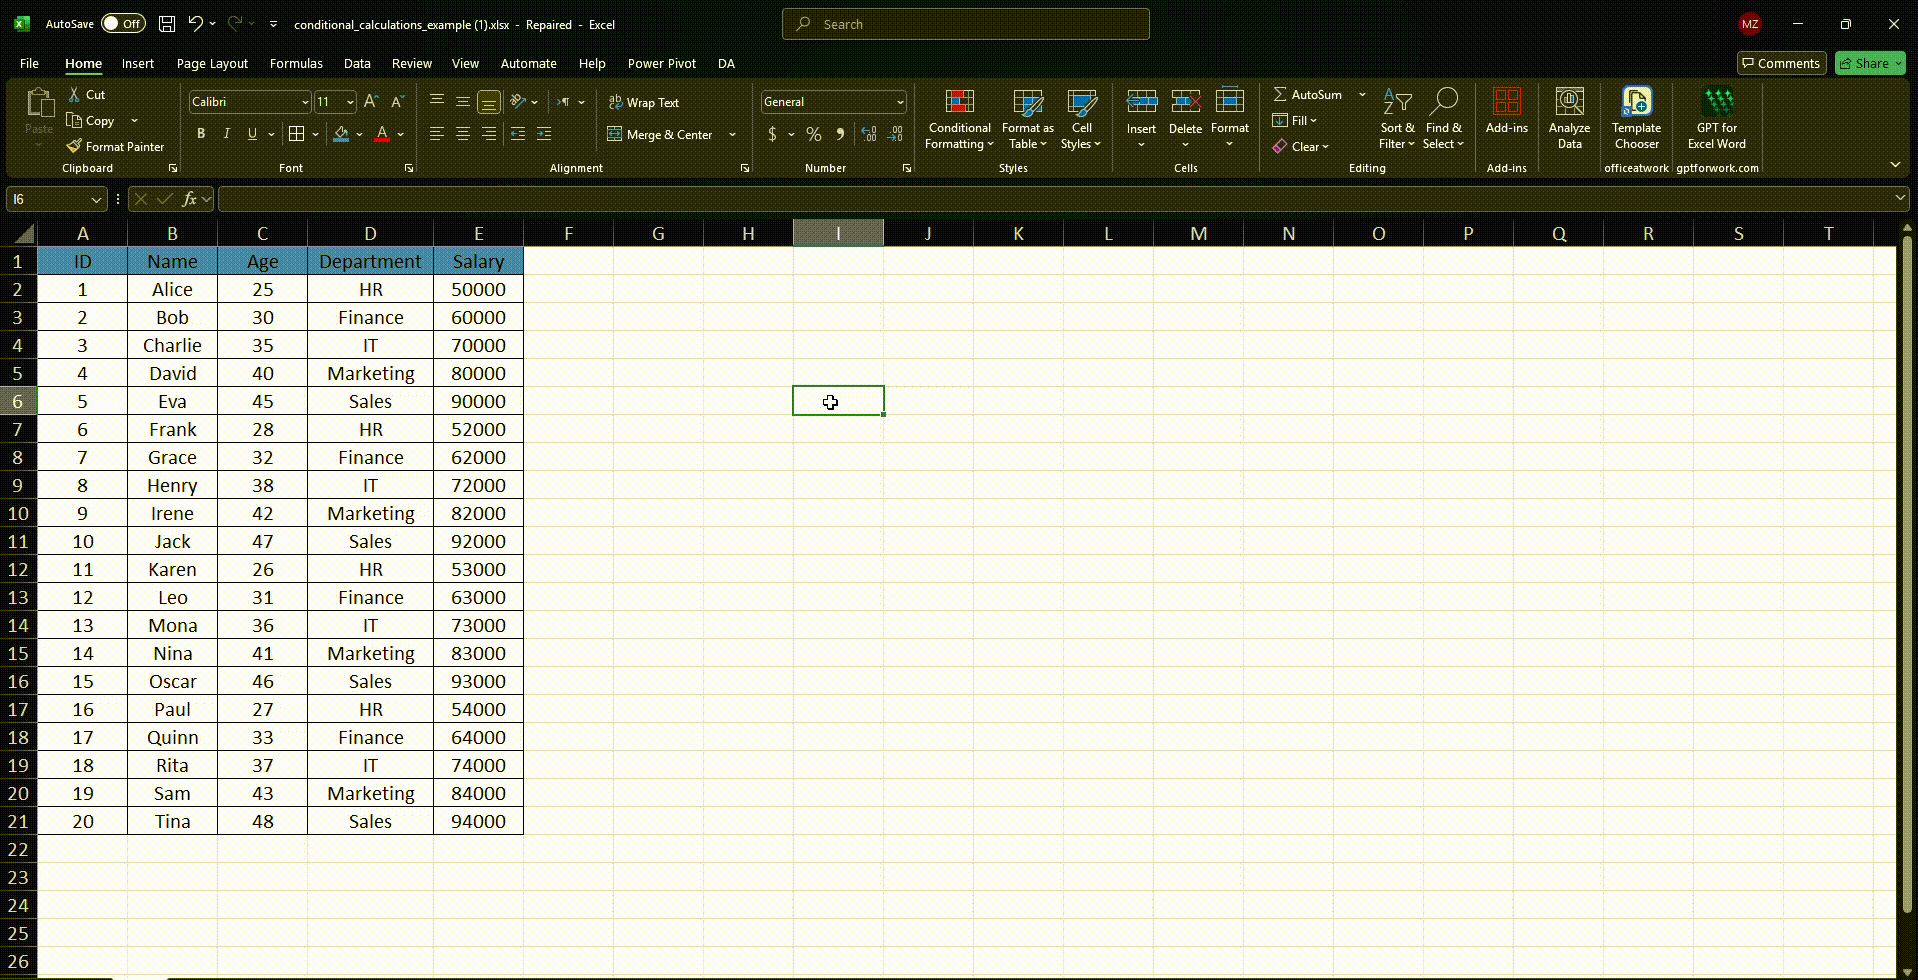 AutoSave Off conditional_calculations_example (1).xlsx - Repaired - Excel Search MZ
File Home Insert Page Layout Formulas Data Review View Automate Help Power Pivot DA Comments Share
Paste Cut Copy Format Painter Clipboard
Calibri 11 B I U A Font
Wrap Text Merge & Center Alignment
General $ % Number
Conditional Formatting Format as Table Cell Styles Styles
Insert Delete Format Cells
AutoSum Fill Clear Sort & Filter Find & Select Editing
Add-ins Add-ins
Analyze Data
Template Chooser officeatwork
GPT for Excel Word gptforwork.com
I6 fx
A B C D E F G H I J K L M N O P Q R S T
1 ID Name Age Department Salary
2 1 Alice 25 HR 50000
3 2 Bob 30 Finance 60000
4 3 Charlie 35 IT 70000
5 4 David 40 Marketing 80000
6 5 Eva 45 Sales 90000
7 6 Frank 28 HR 52000
8 7 Grace 32 Finance 62000
9 8 Henry 38 IT 72000
10 9 Irene 42 Marketing 82000
11 10 Jack 47 Sales 92000
12 11 Karen 26 HR 53000
13 12 Leo 31 Finance 63000
14 13 Mona 36 IT 73000
15 14 Nina 41 Marketing 83000
16 15 Oscar 46 Sales 93000
17 16 Paul 27 HR 54000
18 17 Quinn 33 Finance 64000
19 18 Rita 37 IT 74000
20 19 Sam 43 Marketing 84000
21 20 Tina 48 Sales 94000
22
23
24
25
26